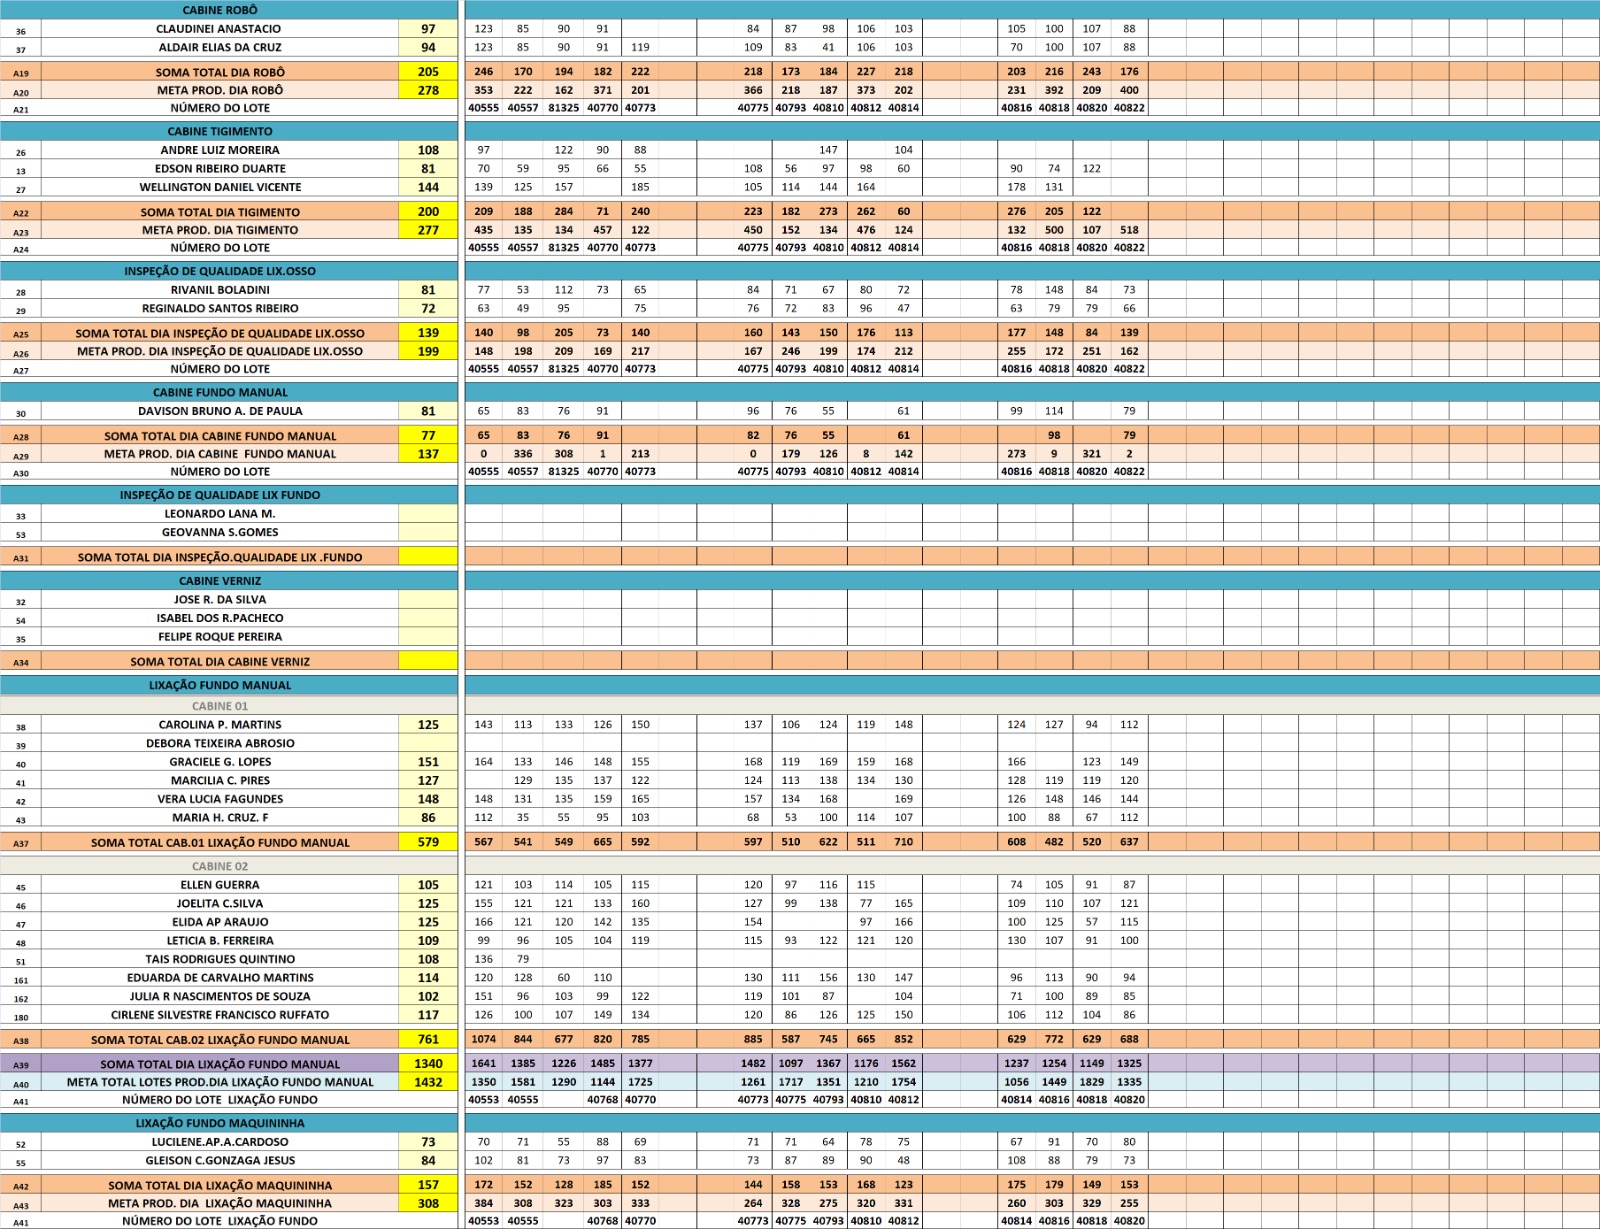 CABINE ROBÔ
36 CLAUDINEI ANASTACIO 97 123 85 90 91 84 87 98 106 103 105 100 107 88
37 ALDAIR ELIAS DA CRUZ 94 123 85 90 91 119 109 83 41 106 103 70 100 107 88
A19 SOMA TOTAL DIA ROBÔ 205 246 170 194 182 222 218 173 184 227 218 203 216 243 176
A20 META PROD. DIA ROBÔ 278 353 222 162 371 201 366 218 187 373 202 231 392 209 400
A21 NÚMERO DO LOTE 40555 40557 81325 40770 40773 40775 40793 40810 40812 40814 40816 40818 40820 40822
CABINE TIGIMENTO
26 ANDRE LUIZ MOREIRA 108 97 122 90 88 147 104
13 EDSON RIBEIRO DUARTE 81 70 59 95 66 55 108 56 97 98 60 90 74 122
27 WELLINGTON DANIEL VICENTE 144 139 125 157 185 105 114 144 164 178 131
A22 SOMA TOTAL DIA TIGIMENTO 200 209 188 284 71 240 223 182 273 262 60 276 205 122
A23 META PROD. DIA TIGIMENTO 277 435 135 134 457 122 450 152 134 476 124 132 500 107 518
A24 NÚMERO DO LOTE 40555 40557 81325 40770 40773 40775 40793 40810 40812 40814 40816 40818 40820 40822
INSPEÇÃO DE QUALIDADE LIX.OSSO
28 RIVANIL BOLADINI 81 77 53 112 73 65 84 71 67 80 72 78 148 84 73
29 REGINALDO SANTOS RIBEIRO 72 63 49 95 75 76 72 83 96 47 63 79 79 66
A25 SOMA TOTAL DIA INSPEÇÃO DE QUALIDADE LIX.OSSO 139 140 98 205 73 140 160 143 150 176 113 177 148 84 139
A26 META PROD. DIA INSPEÇÃO DE QUALIDADE LIX.OSSO 199 148 198 209 169 217 167 246 199 174 212 255 172 251 162
A27 NÚMERO DO LOTE 40555 40557 81325 40770 40773 40775 40793 40810 40812 40814 40816 40818 40820 40822
CABINE FUNDO MANUAL
30 DAVISON BRUNO A. DE PAULA 81 65 83 76 91 96 76 55 61 99 114 79
A28 SOMA TOTAL DIA CABINE FUNDO MANUAL 77 65 83 76 91 82 76 55 61 98 79
A29 META PROD. DIA CABINE FUNDO MANUAL 137 0 336 308 1 213 0 179 126 8 142 273 9 321 2
A30 NÚMERO DO LOTE 40555 40557 81325 40770 40773 40775 40793 40810 40812 40814 40816 40818 40820 40822
INSPEÇÃO DE QUALIDADE LIX FUNDO
33 LEONARDO LANA M.
53 GEOVANNA S.GOMES
A31 SOMA TOTAL DIA INSPEÇÃO.QUALIDADE LIX .FUNDO
CABINE VERNIZ
32 JOSE R. DA SILVA
54 ISABEL DOS R.PACHECO
35 FELIPE ROQUE PEREIRA
A34 SOMA TOTAL DIA CABINE VERNIZ
LIXAÇÃO FUNDO MANUAL
CABINE 01
38 CAROLINA P. MARTINS 125 143 113 133 126 150 137 106 124 119 148 124 127 94 112
39 DEBORA TEIXEIRA ABROSIO
40 GRACIELE G. LOPES 151 164 133 146 148 155 168 119 169 159 168 166 123 149
41 MARCILIA C. PIRES 127 129 135 137 122 124 113 138 134 130 128 119 119 120
42 VERA LUCIA FAGUNDES 148 148 131 135 159 165 157 134 168 169 126 148 146 144
43 MARIA H. CRUZ. F 86 112 35 55 95 103 68 53 100 114 107 100 88 67 112
A37 SOMA TOTAL CAB.01 LIXAÇÃO FUNDO MANUAL 579 567 541 549 665 592 597 510 622 511 710 608 482 520 637
CABINE 02
45 ELLEN GUERRA 105 121 103 114 105 115 120 97 116 115 74 105 91 87
46 JOELITA C.SILVA 125 155 121 121 133 160 127 99 138 77 165 109 110 107 121
47 ELIDA AP ARAUJO 125 166 121 120 142 135 154 97 166 100 125 57 115
48 LETICIA B. FERREIRA 109 99 96 105 104 119 115 93 122 121 120 130 107 91 100
51 TAIS RODRIGUES QUINTINO 108 136 79
161 EDUARDA DE CARVALHO MARTINS 114 120 128 60 110 130 111 156 130 147 96 113 90 94
162 JULIA R NASCIMENTOS DE SOUZA 102 151 96 103 99 122 119 101 87 104 71 100 89 85
180 CIRLENE SILVESTRE FRANCISCO RUFFATO 117 126 100 107 149 134 120 86 126 125 150 106 112 104 86
A38 SOMA TOTAL CAB.02 LIXAÇÃO FUNDO MANUAL 761 1074 844 677 820 785 885 587 745 665 852 629 772 629 688
A39 SOMA TOTAL DIA LIXAÇÃO FUNDO MANUAL 1340 1641 1385 1226 1485 1377 1482 1097 1367 1176 1562 1237 1254 1149 1325
A40 META TOTAL LOTES PROD.DIA LIXAÇÃO FUNDO MANUAL 1432 1350 1581 1290 1144 1725 1261 1717 1351 1210 1754 1056 1449 1829 1335
A41 NÚMERO DO LOTE LIXAÇÃO FUNDO 40553 40555 40768 40770 40773 40775 40793 40810 40812 40814 40816 40818 40820
LIXAÇÃO FUNDO MAQUININHA
52 LUCILENE.AP.A.CARDOSO 73 70 71 55 88 69 71 71 64 78 75 67 91 70 80
55 GLEISON C.GONZAGA JESUS 84 102 81 73 97 83 73 87 89 90 48 108 88 79 73
A42 SOMA TOTAL DIA LIXAÇÃO MAQUININHA 157 172 152 128 185 152 144 158 153 168 123 175 179 149 153
A43 META PROD. DIA LIXAÇÃO MAQUININHA 308 384 308 323 303 333 264 328 275 320 331 260 303 329 255
A41 NÚMERO DO LOTE LIXAÇÃO FUNDO 40553 40555 40768 40770 40773 40775 40793 40810 40812 40814 40816 40818 40820